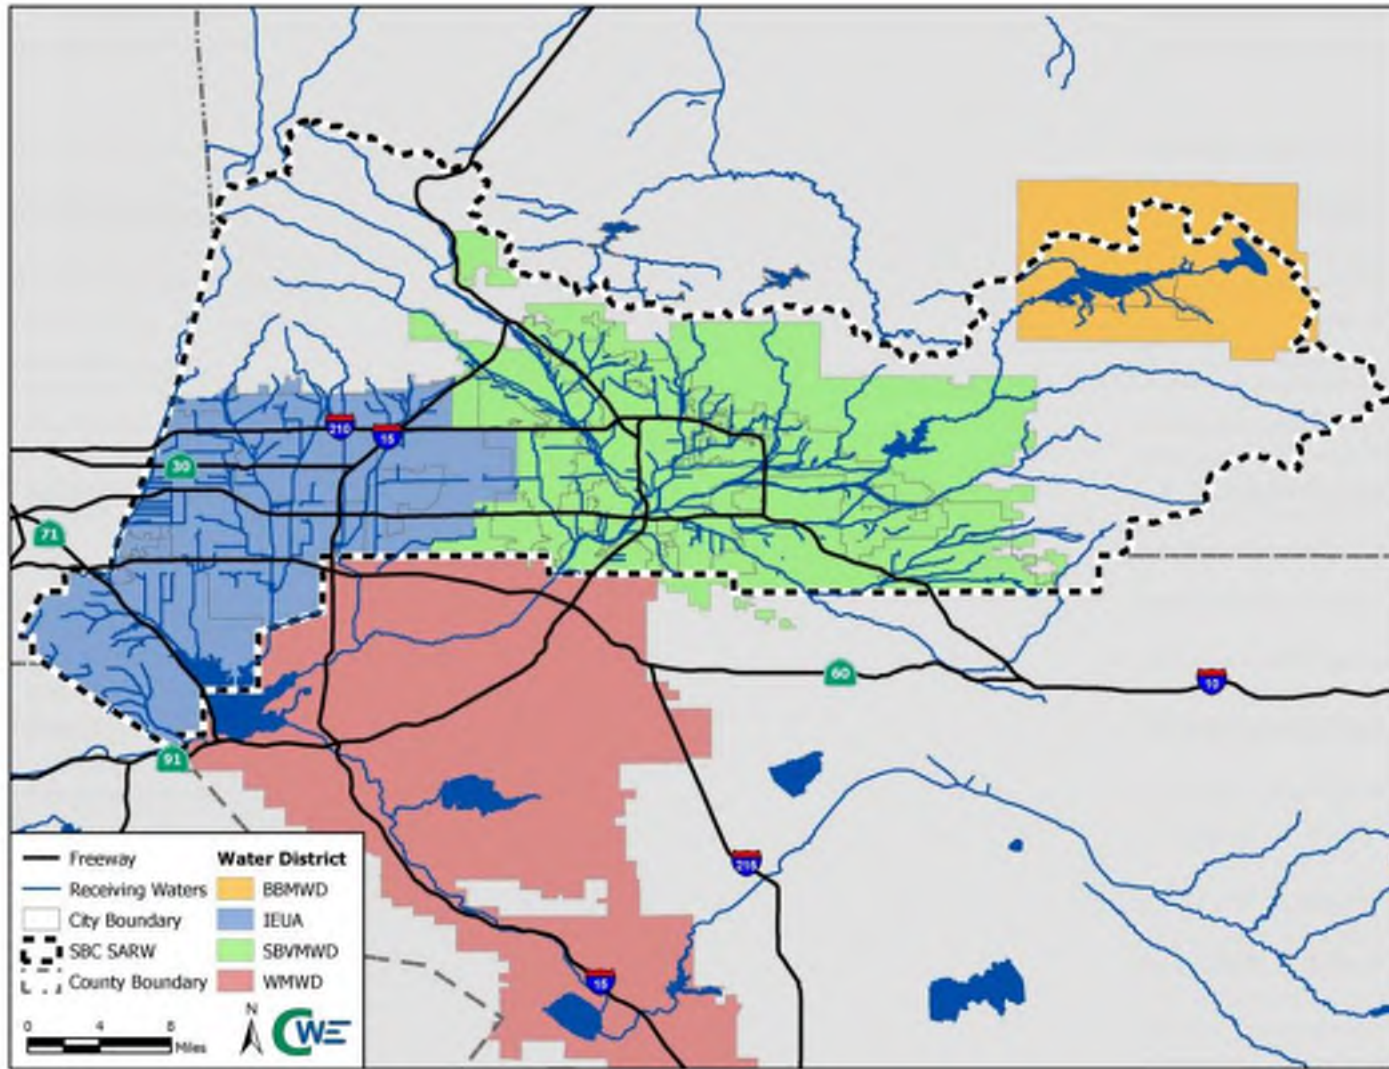 210
15
30
71
60
10
91
215
15
Freeway
Receiving Waters
City Boundary
SBC SARW
County Boundary
Water District
BBMWD
IEUA
SBVMWD
WMWD
0 4 8
Miles
N
CWE